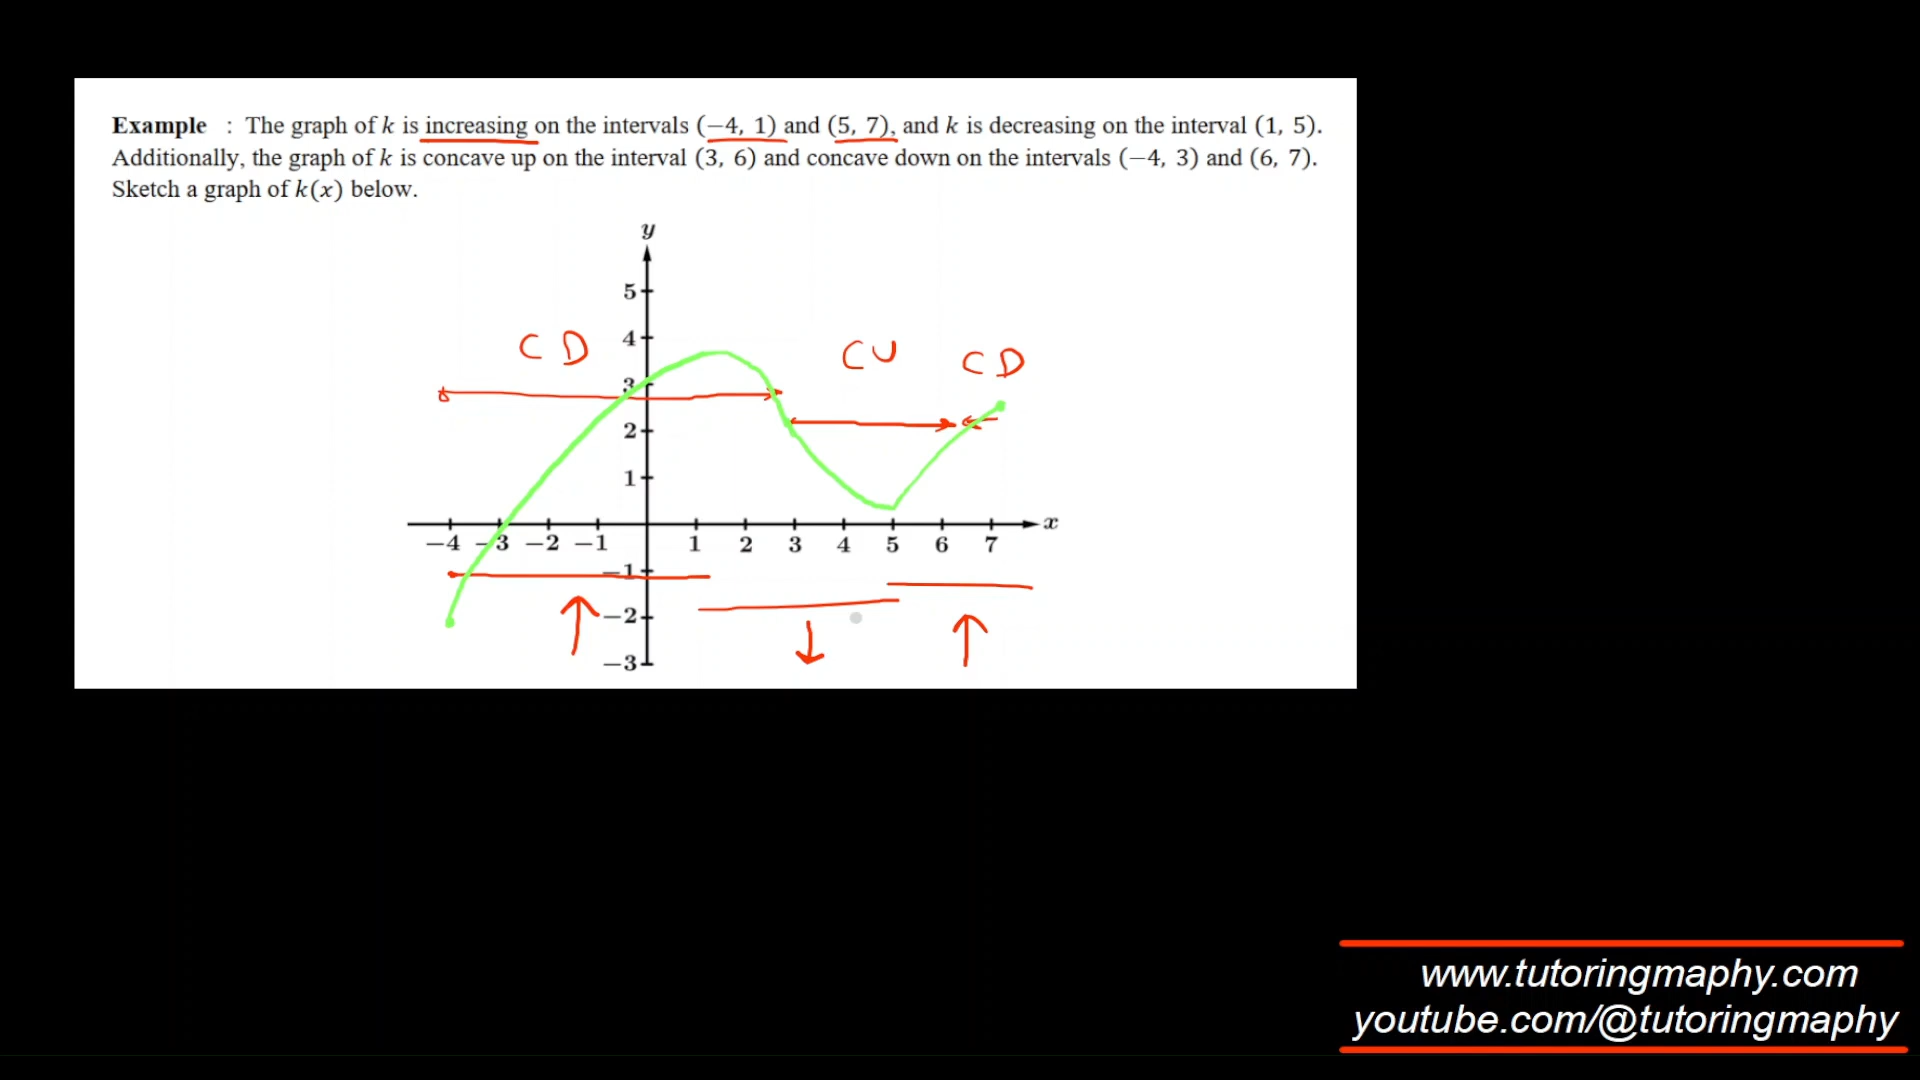 Example : The graph of k is increasing on the intervals (−4, 1) and (5, 7), and k is decreasing on the interval (1, 5).
Additionally, the graph of k is concave up on the interval (3, 6) and concave down on the intervals (−4, 3) and (6, 7).
Sketch a graph of k(x) below.
y
5
4
3
2
1
CD
CU
CD
x
−4 −3 −2 −1 1 2 3 4 5 6 7
−1
−2
−3
www.tutoringmaphy.com
youtube.com/@tutoringmaphy